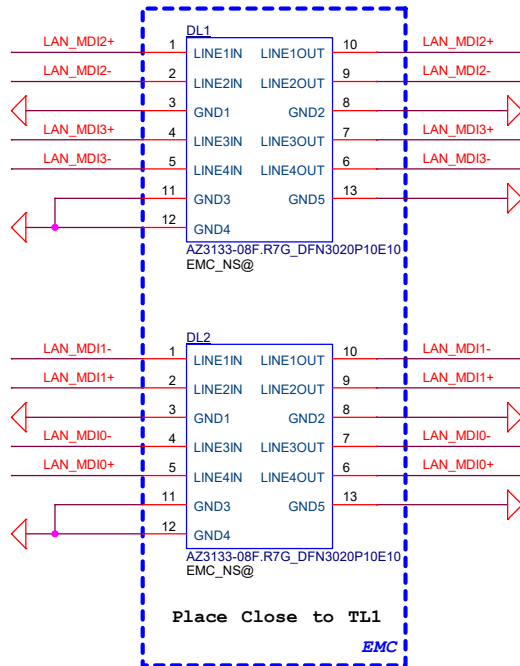 DL1
LAN_MDI2+ 1 LINE1IN LINE1OUT 10 LAN_MDI2+
LAN_MDI2- 2 LINE2IN LINE2OUT 9 LAN_MDI2-
3 GND1 GND2 8
LAN_MDI3+ 4 LINE3IN LINE3OUT 7 LAN_MDI3+
LAN_MDI3- 5 LINE4IN LINE4OUT 6 LAN_MDI3-
11 GND3 GND5 13
12 GND4
AZ3133-08F.R7G_DFN3020P10E10
EMC_NS@
DL2
LAN_MDI1- 1 LINE1IN LINE1OUT 10 LAN_MDI1-
LAN_MDI1+ 2 LINE2IN LINE2OUT 9 LAN_MDI1+
3 GND1 GND2 8
LAN_MDI0- 4 LINE3IN LINE3OUT 7 LAN_MDI0-
LAN_MDI0+ 5 LINE4IN LINE4OUT 6 LAN_MDI0+
11 GND3 GND5 13
12 GND4
AZ3133-08F.R7G_DFN3020P10E10
EMC_NS@
Place Close to TL1
EMC